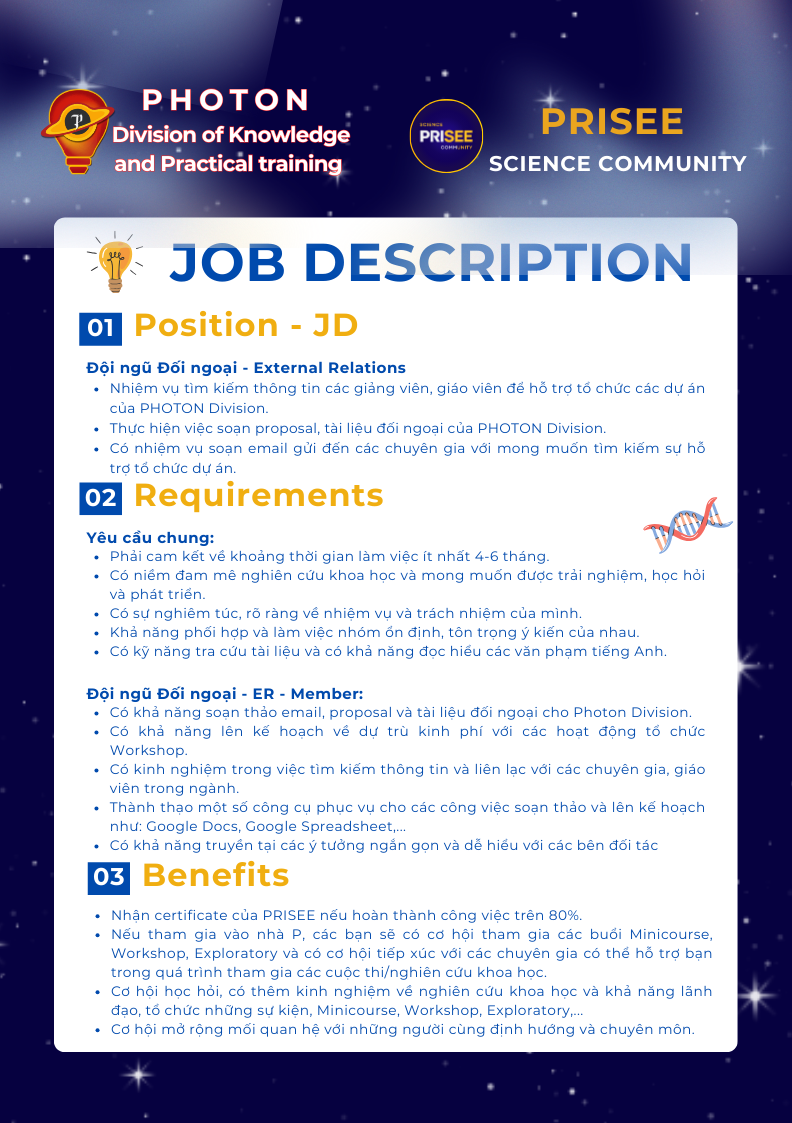 PHOTON
Division of Knowledge
and Practical training
SCIENCE
PRISEE
COMMUNITY
PRISEE
SCIENCE COMMUNITY
JOB DESCRIPTION
01 Position - JD
Đội ngũ Đối ngoại - External Relations
• Nhiệm vụ tìm kiếm thông tin các giảng viên, giáo viên để hỗ trợ tổ chức các dự án
của PHOTON Division.
• Thực hiện việc soạn proposal, tài liệu đối ngoại của PHOTON Division.
• Có nhiệm vụ soạn email gửi đến các chuyên gia với mong muốn tìm kiếm sự hỗ
trợ tổ chức dự án.
02 Requirements
Yêu cầu chung:
• Phải cam kết về khoảng thời gian làm việc ít nhất 4-6 tháng.
• Có niềm đam mê nghiên cứu khoa học và mong muốn được trải nghiệm, học hỏi
và phát triển.
• Có sự nghiêm túc, rõ ràng về nhiệm vụ và trách nhiệm của mình.
• Khả năng phối hợp và làm việc nhóm ổn định, tôn trọng ý kiến của nhau.
• Có kỹ năng tra cứu tài liệu và có khả năng đọc hiểu các văn phạm tiếng Anh.
Đội ngũ Đối ngoại - ER - Member:
• Có khả năng soạn thảo email, proposal và tài liệu đối ngoại cho Photon Division.
• Có khả năng lên kế hoạch về dự trù kinh phí với các hoạt động tổ chức
Workshop.
• Có kinh nghiệm trong việc tìm kiếm thông tin và liên lạc với các chuyên gia, giáo
viên trong ngành.
• Thành thạo một số công cụ phục vụ cho các công việc soạn thảo và lên kế hoạch
như: Google Docs, Google Spreadsheet,...
• Có khả năng truyền tại các ý tưởng ngắn gọn và dễ hiểu với các bên đối tác
03 Benefits
• Nhận certificate của PRISEE nếu hoàn thành công việc trên 80%.
• Nếu tham gia vào nhà P, các bạn sẽ có cơ hội tham gia các buổi Minicourse,
Workshop, Exploratory và có cơ hội tiếp xúc với các chuyên gia có thể hỗ trợ bạn
trong quá trình tham gia các cuộc thi/nghiên cứu khoa học.
• Cơ hội học hỏi, có thêm kinh nghiệm về nghiên cứu khoa học và khả năng lãnh
đạo, tổ chức những sự kiện, Minicourse, Workshop, Exploratory,...
• Cơ hội mở rộng mối quan hệ với những người cùng định hướng và chuyên môn.